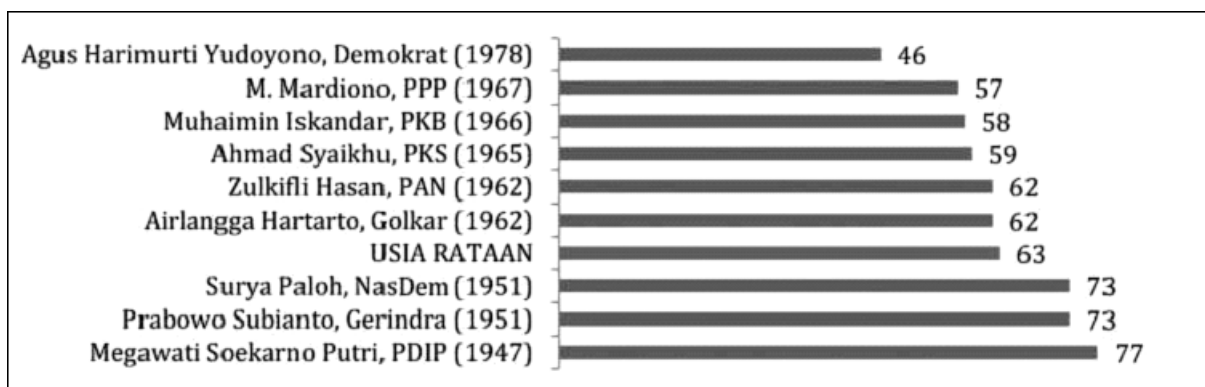 Agus Harimurti Yudoyono, Demokrat (1978) 46
M. Mardiono, PPP (1967) 57
Muhaimin Iskandar, PKB (1966) 58
Ahmad Syaikhu, PKS (1965) 59
Zulkifli Hasan, PAN (1962) 62
Airlangga Hartarto, Golkar (1962) 62
USIA RATAAN 63
Surya Paloh, NasDem (1951) 73
Prabowo Subianto, Gerindra (1951) 73
Megawati Soekarno Putri, PDIP (1947) 77